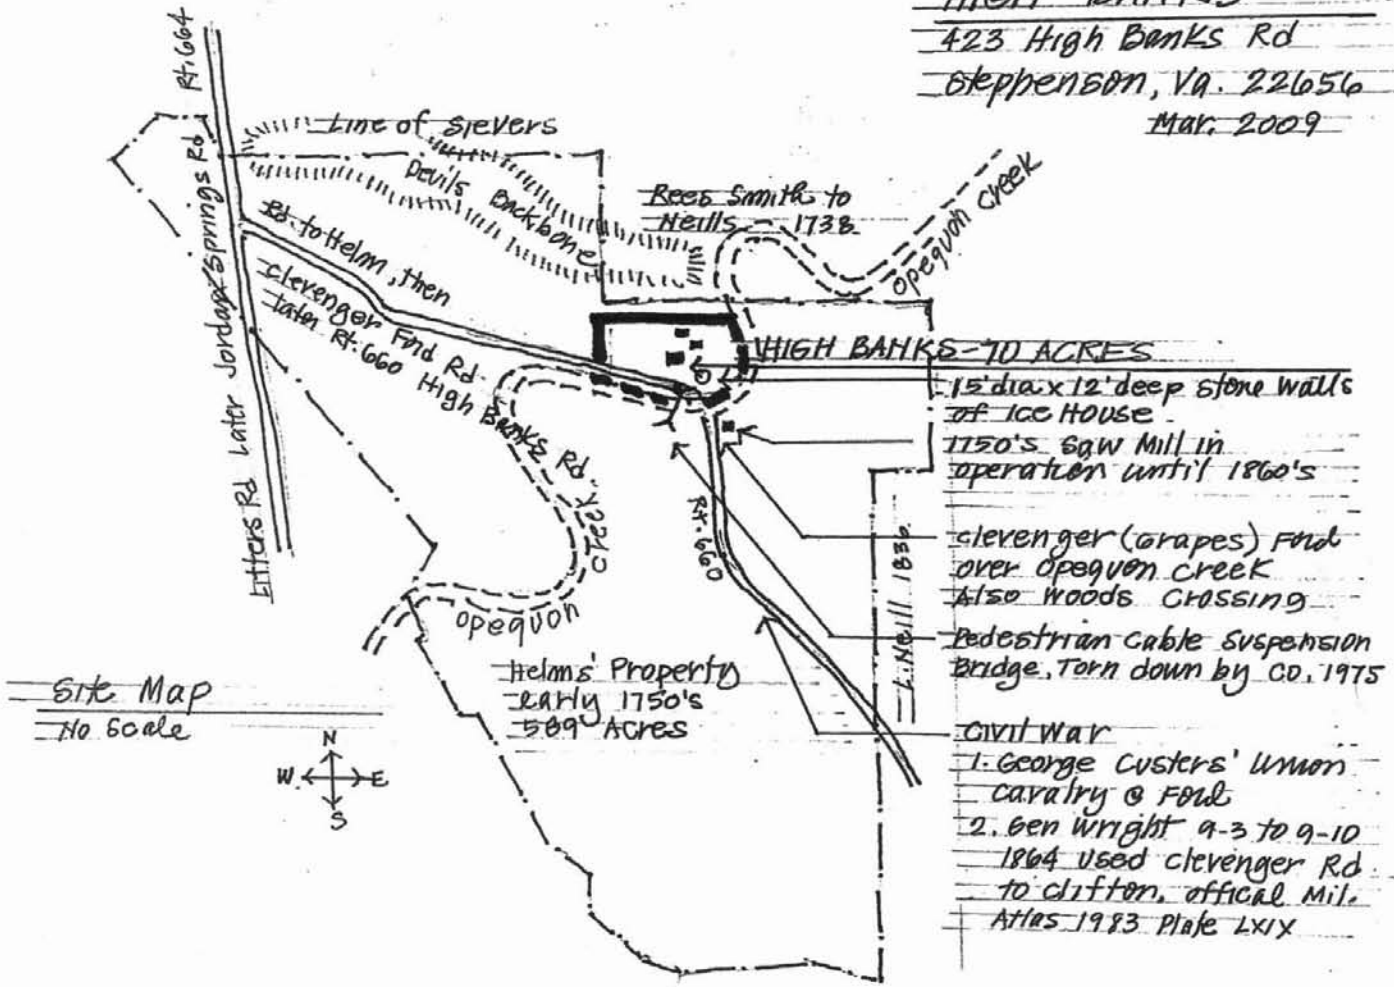 HIGH BANKS
423 High Banks Rd
Stephenson, Va. 22656
Mar. 2009
Rt. 664
Line of Sievers
Devils Backbone
Rees Smith to
Neills - 1738
Opequon Creek
Litters Rd Later Jordan Springs Rd
Rd. to Helm, then
Clevenger Ford Rd.
later Rt. 660 High Banks Rd
HIGH BANKS-70 ACRES
15'dia x 12'deep stone walls
of Ice House
1750's Saw Mill in
operation until 1860's
Clevenger (Grapes) Ford
over Opequon Creek
Also Woods Crossing
Pedestrian Cable Suspension
Bridge. Torn down by Co. 1975
Rt. 660
L. Neill 1836
Opequon Creek
Helms' Property
early 1750's
589 Acres
Site Map
No Scale
N
W E
S
Civil War
1. George Custers' Union
Cavalry @ Ford
2. Gen Wright 9-3 to 9-10
1864 used Clevenger Rd
to Clifton, offical Mil.
Atlas 1983 Plate LXIX